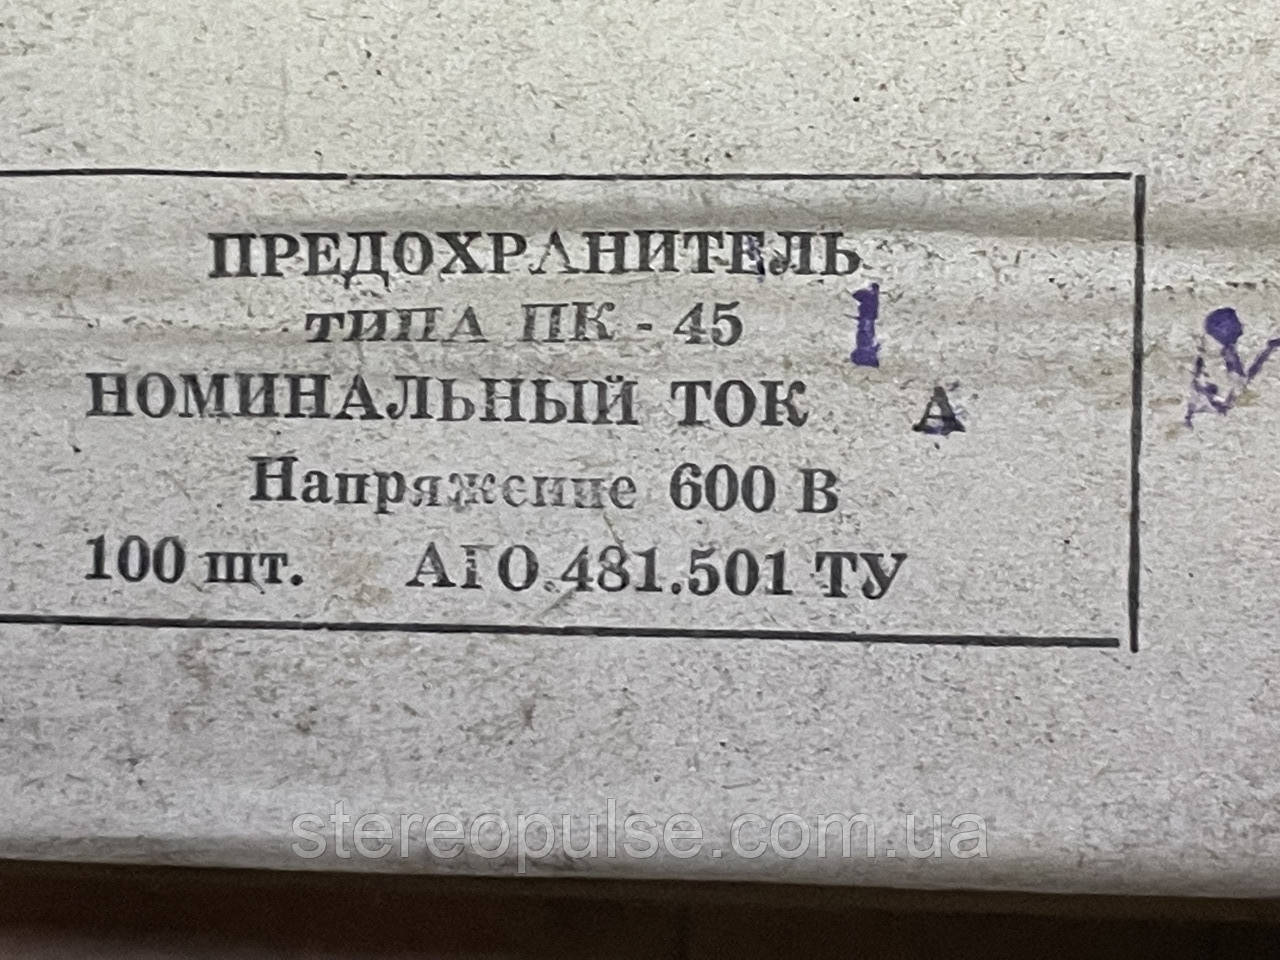 ПРЕДОХРАНИТЕЛЬ
ТИПА ПК - 45
НОМИНАЛЬНЫЙ ТОК 1 А
Напряжение 600 В
100 шт. АГО.481.501 ТУ
stereopulse.com.ua